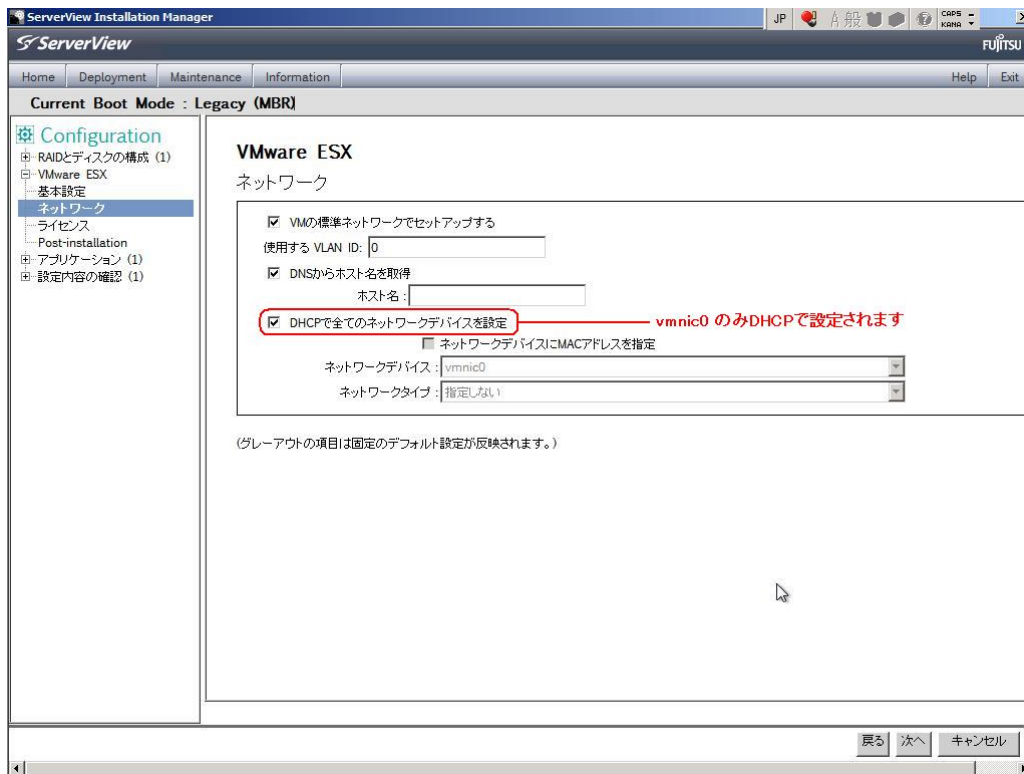 ServerView Installation Manager
JP A 般 CAPS KANA
ServerView
FUJITSU
Home Deployment Maintenance Information Help Exit
Current Boot Mode : Legacy (MBR)
Configuration
RAIDとディスクの構成 (1)
VMware ESX
基本設定
ネットワーク
ライセンス
Post-installation
アプリケーション (1)
設定内容の確認 (1)
VMware ESX
ネットワーク
VMの標準ネットワークでセットアップする
使用する VLAN ID: 0
DNSからホスト名を取得
ホスト名 :
DHCPで全てのネットワークデバイスを設定
vmnic0 のみDHCPで設定されます
ネットワークデバイスにMACアドレスを指定
ネットワークデバイス : vmnic0
ネットワークタイプ : 指定しない
(グレーアウトの項目は固定のデフォルト設定が反映されます。)
戻る 次へ キャンセル